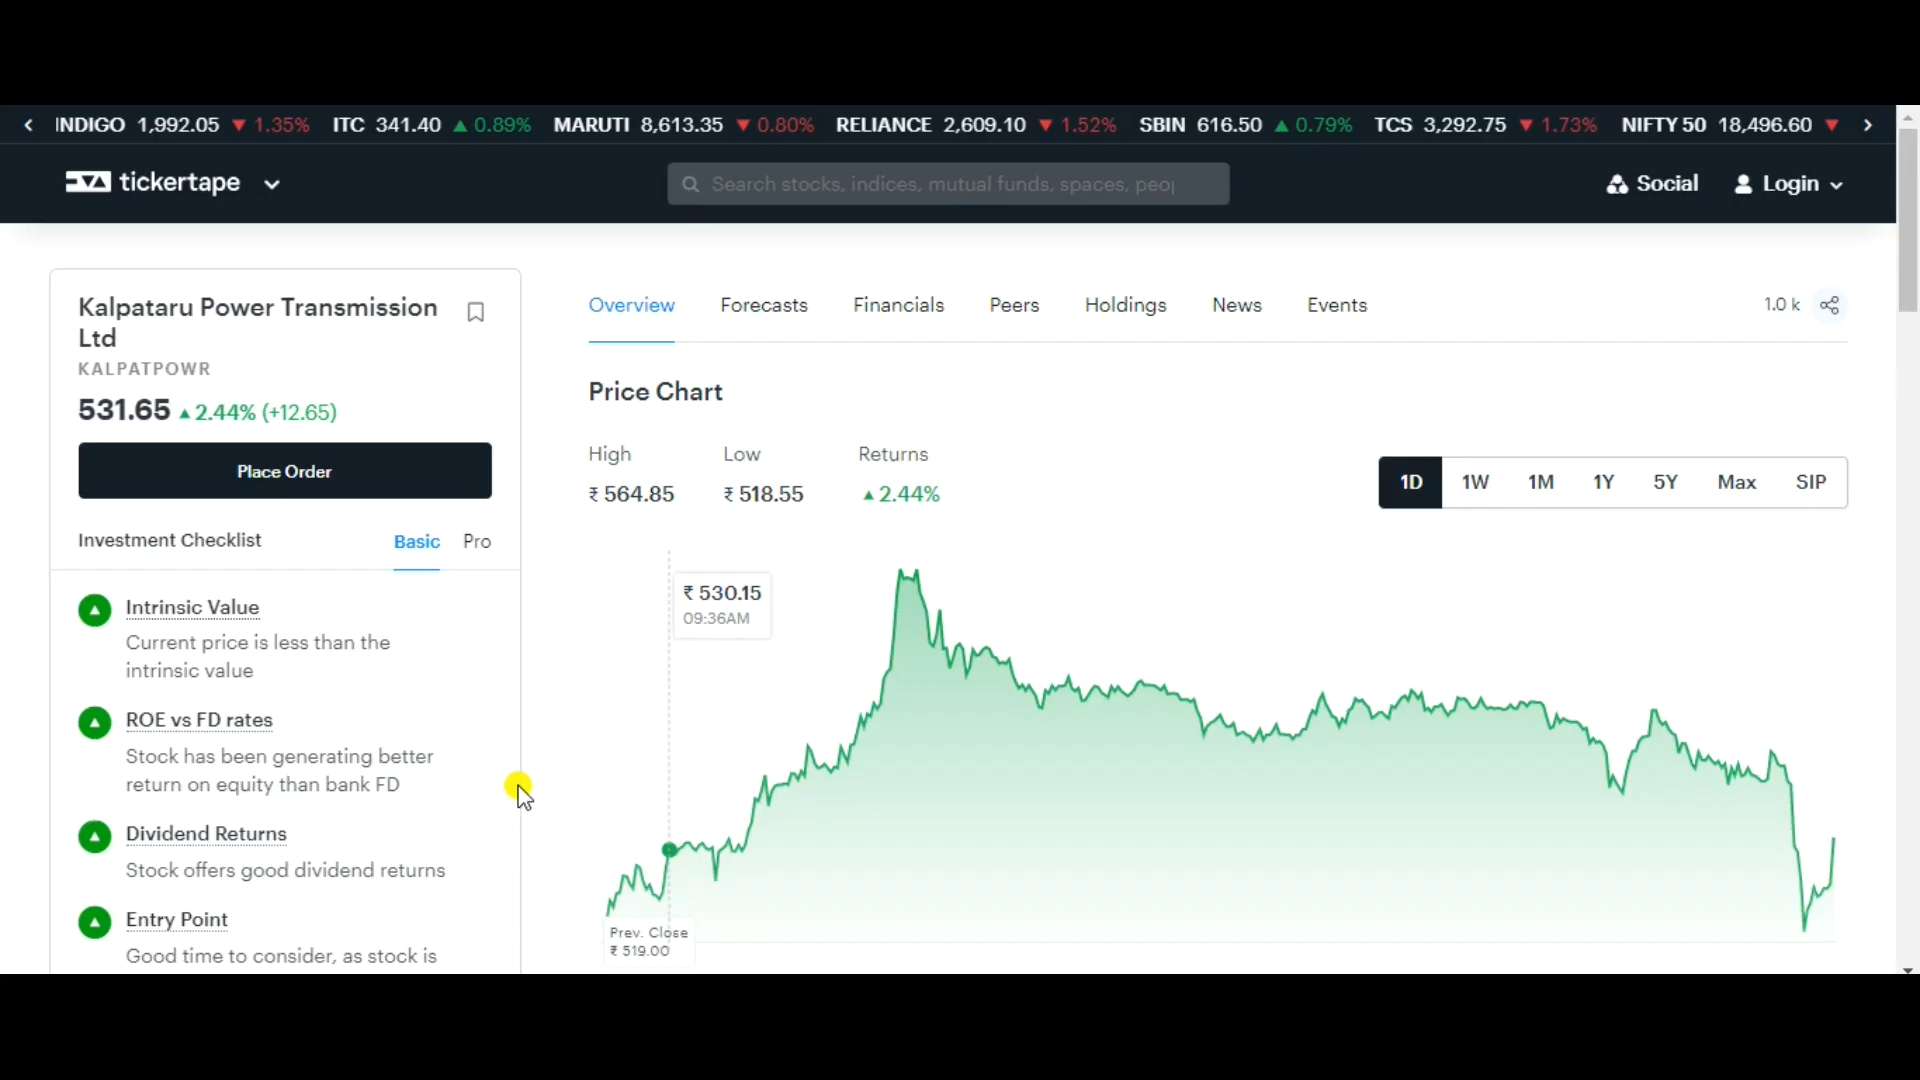 INDIGO 1,992.05 ▼ 1.35% ITC 341.40 ▲ 0.89% MARUTI 8,613.35 ▼ 0.80% RELIANCE 2,609.10 ▼ 1.52% SBIN 616.50 ▲ 0.79% TCS 3,292.75 ▼ 1.73% NIFTY 50 18,496.60 ▼
tickertape
Search stocks, indices, mutual funds, spaces, peo
Social
Login
Kalpataru Power Transmission
Ltd
KALPATPOWR
531.65 ▲ 2.44% (+12.65)
Place Order
Investment Checklist
Basic Pro
Intrinsic Value
Current price is less than the
intrinsic value
ROE vs FD rates
Stock has been generating better
return on equity than bank FD
Dividend Returns
Stock offers good dividend returns
Entry Point
Good time to consider, as stock is
Overview Forecasts Financials Peers Holdings News Events
1.0 k
Price Chart
High Low Returns
₹ 564.85 ₹ 518.55 ▲ 2.44%
1D 1W 1M 1Y 5Y Max SIP
₹ 530.15
09:36AM
Prev. Close
₹ 519.00